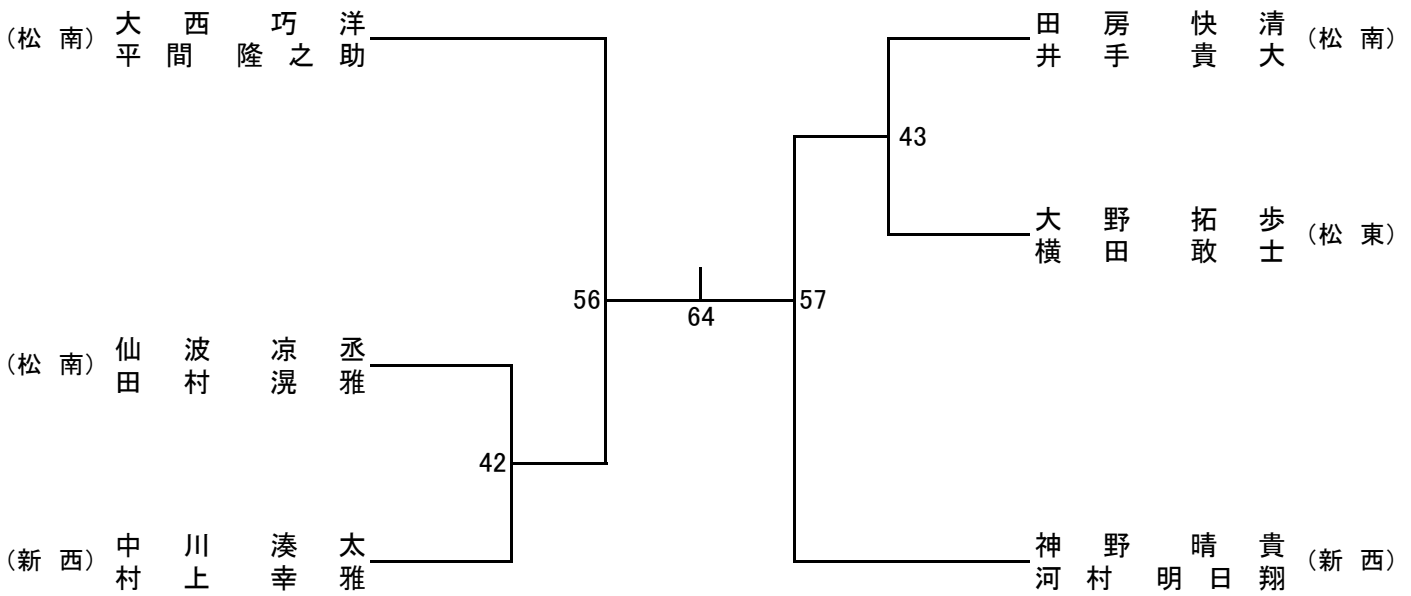 (松 南) 大西 巧洋
平間 隆之助
田房 快清 (松 南)
井手 貴大
43
大野 拓歩 (松 東)
横田 敢士
56
57
64
(松 南) 仙波 凉丞
田村 滉雅
42
(新 西) 中川 湊太
村上 幸雅
神野 晴貴 (新 西)
河村 明日翔